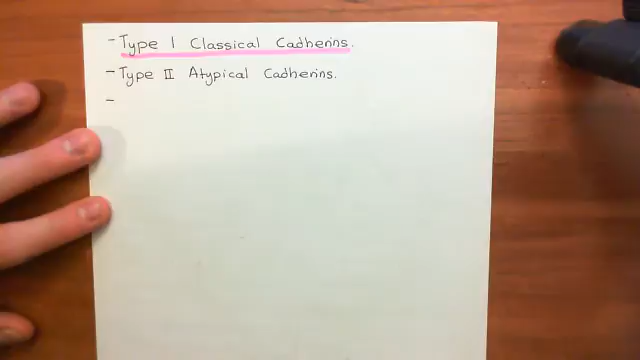 - Type I Classical Cadherins.
- Type II Atypical Cadherins.
-